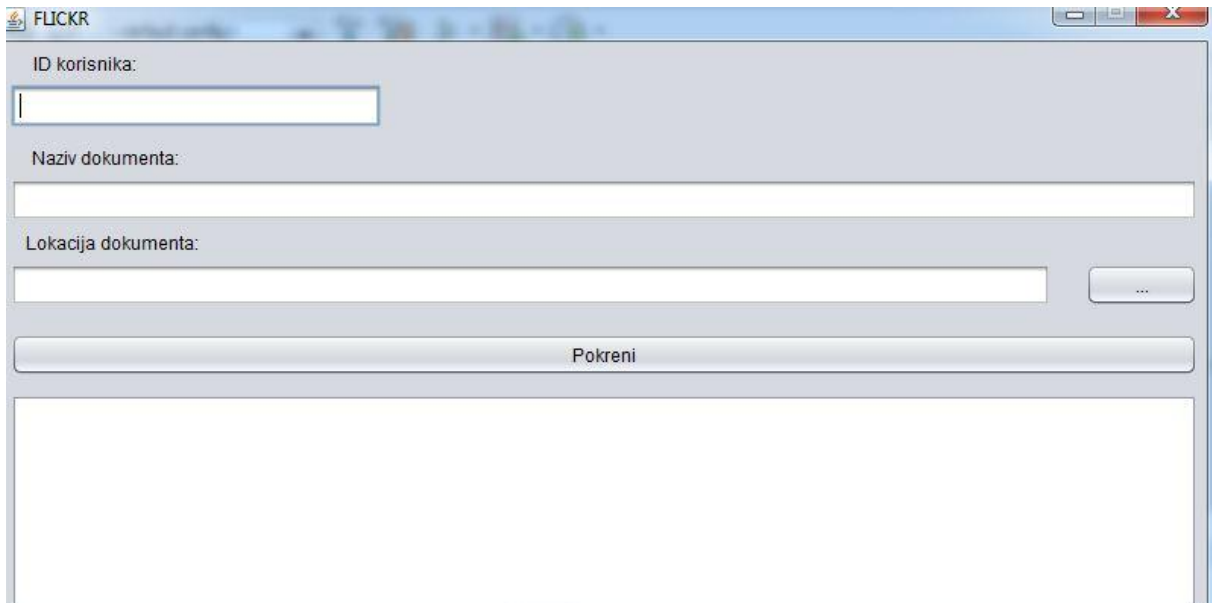 FLICKR
ID korisnika:
Naziv dokumenta:
Lokacija dokumenta:
...
Pokreni